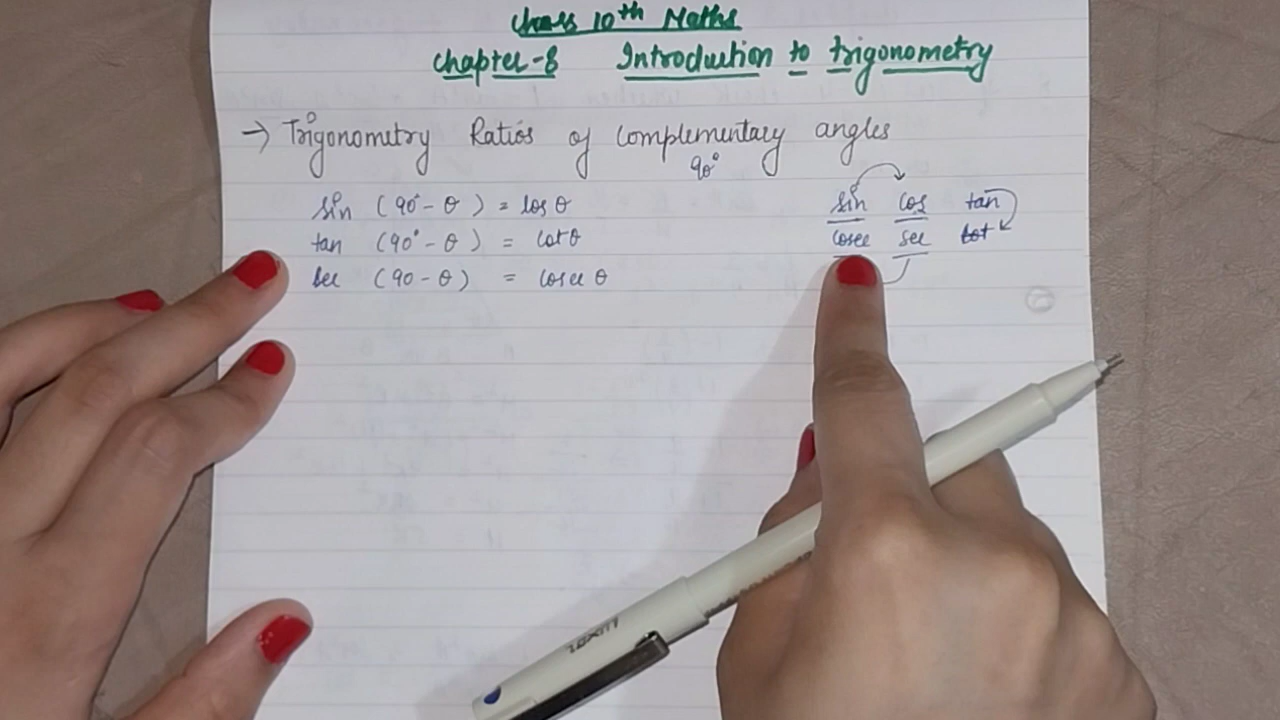 Class 10th Maths
Chapter-8 Introduction to trigonometry
→ Trigonometry Ratios of Complementary angles
90°
sin (90° - θ) = cos θ
tan (90° - θ) = cot θ
sec (90 - θ) = cosec θ
sin cos tan
cosec sec cot
LUXOR